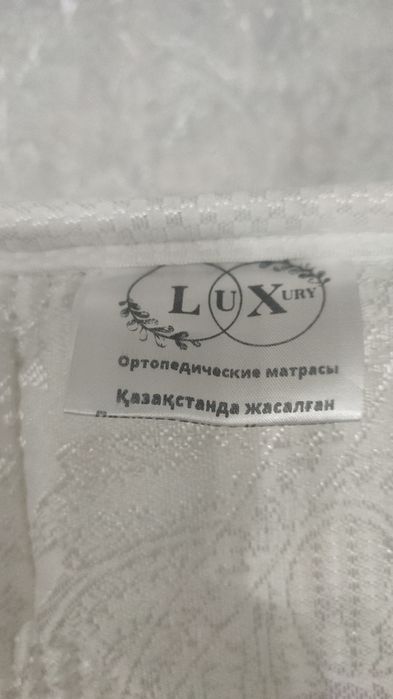 LUXURY
Ортопедические матрасы
Қазақстанда жасалған